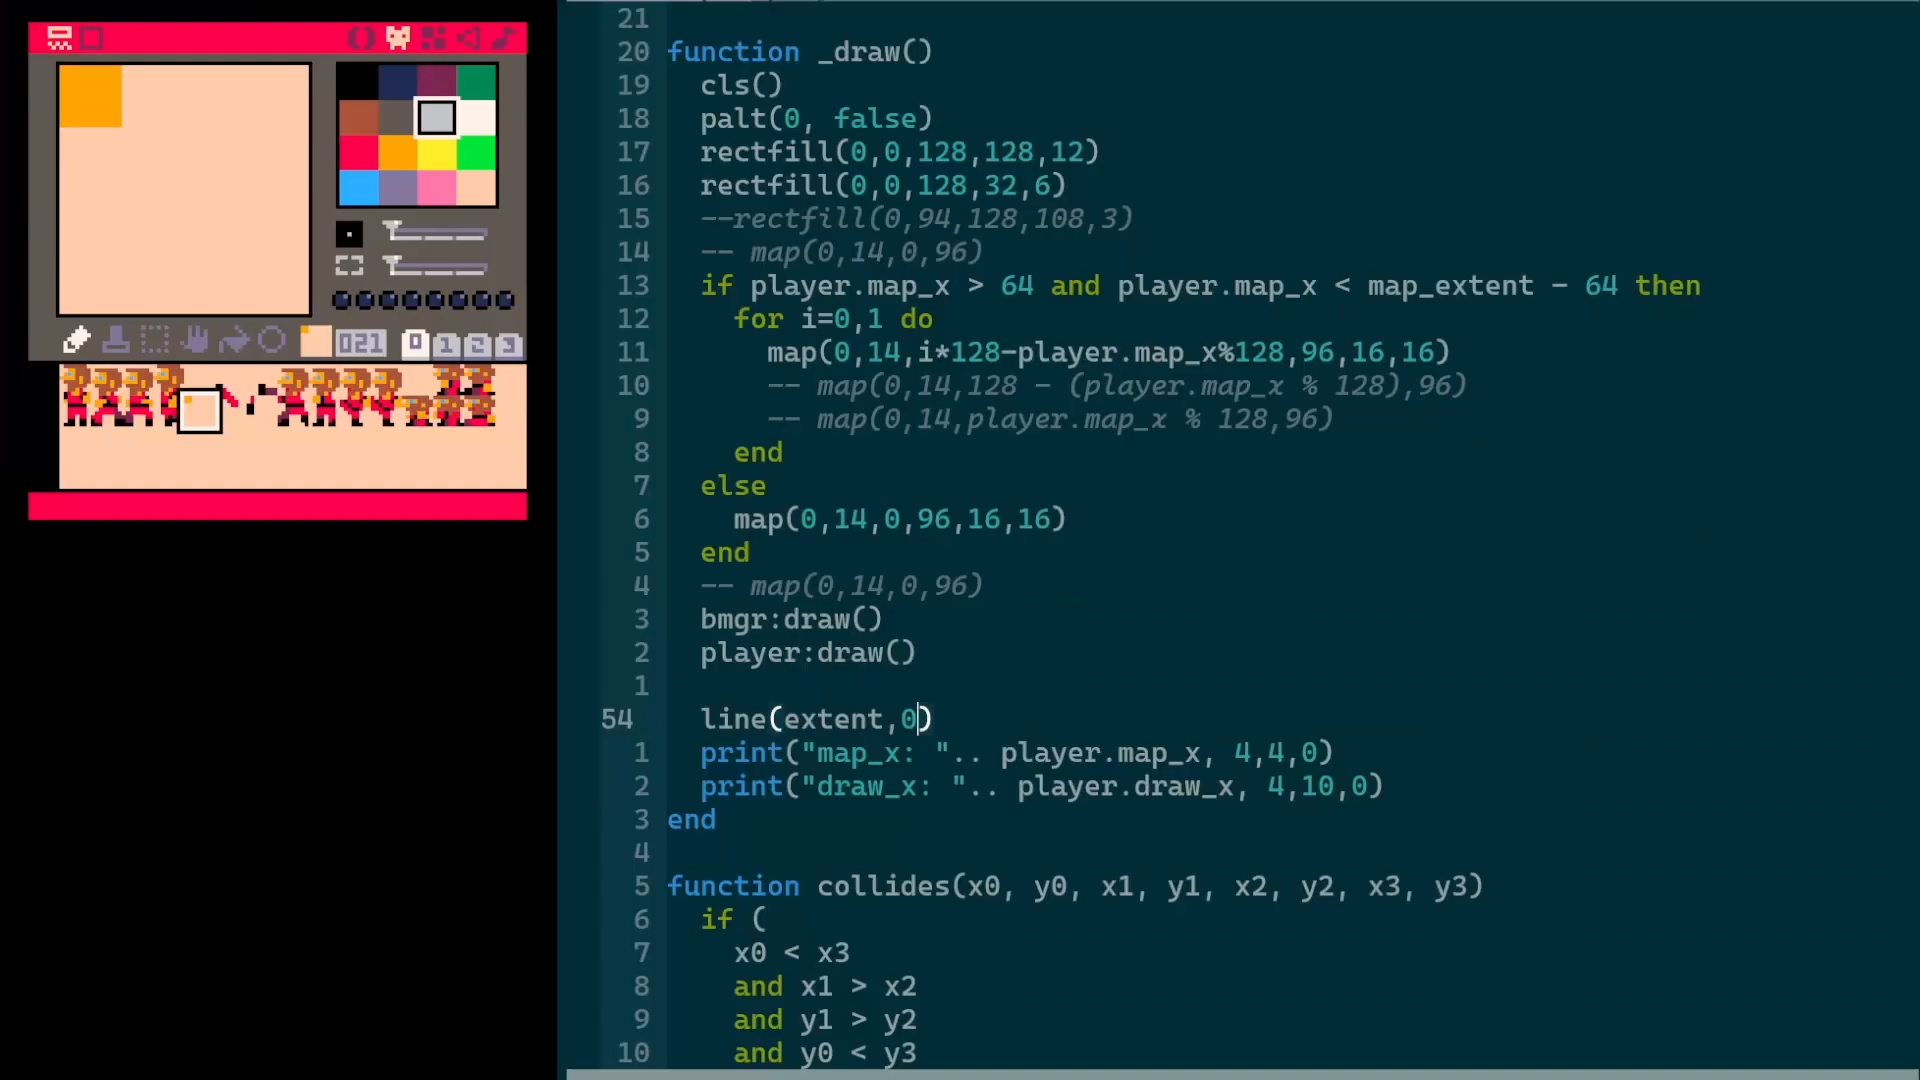 021
0 1 2 3
21
20 function _draw()
19 cls()
18 palt(0, false)
17 rectfill(0,0,128,128,12)
16 rectfill(0,0,128,32,6)
15 --rectfill(0,94,128,108,3)
14 -- map(0,14,0,96)
13 if player.map_x > 64 and player.map_x < map_extent - 64 then
12 for i=0,1 do
11 map(0,14,i*128-player.map_x%128,96,16,16)
10 -- map(0,14,128 - (player.map_x % 128),96)
9 -- map(0,14,player.map_x % 128,96)
8 end
7 else
6 map(0,14,0,96,16,16)
5 end
4 -- map(0,14,0,96)
3 bmgr:draw()
2 player:draw()
1
54 line(extent,0)
1 print("map_x: ".. player.map_x, 4,4,0)
2 print("draw_x: ".. player.draw_x, 4,10,0)
3 end
4
5 function collides(x0, y0, x1, y1, x2, y2, x3, y3)
6 if (
7 x0 < x3
8 and x1 > x2
9 and y1 > y2
10 and y0 < y3